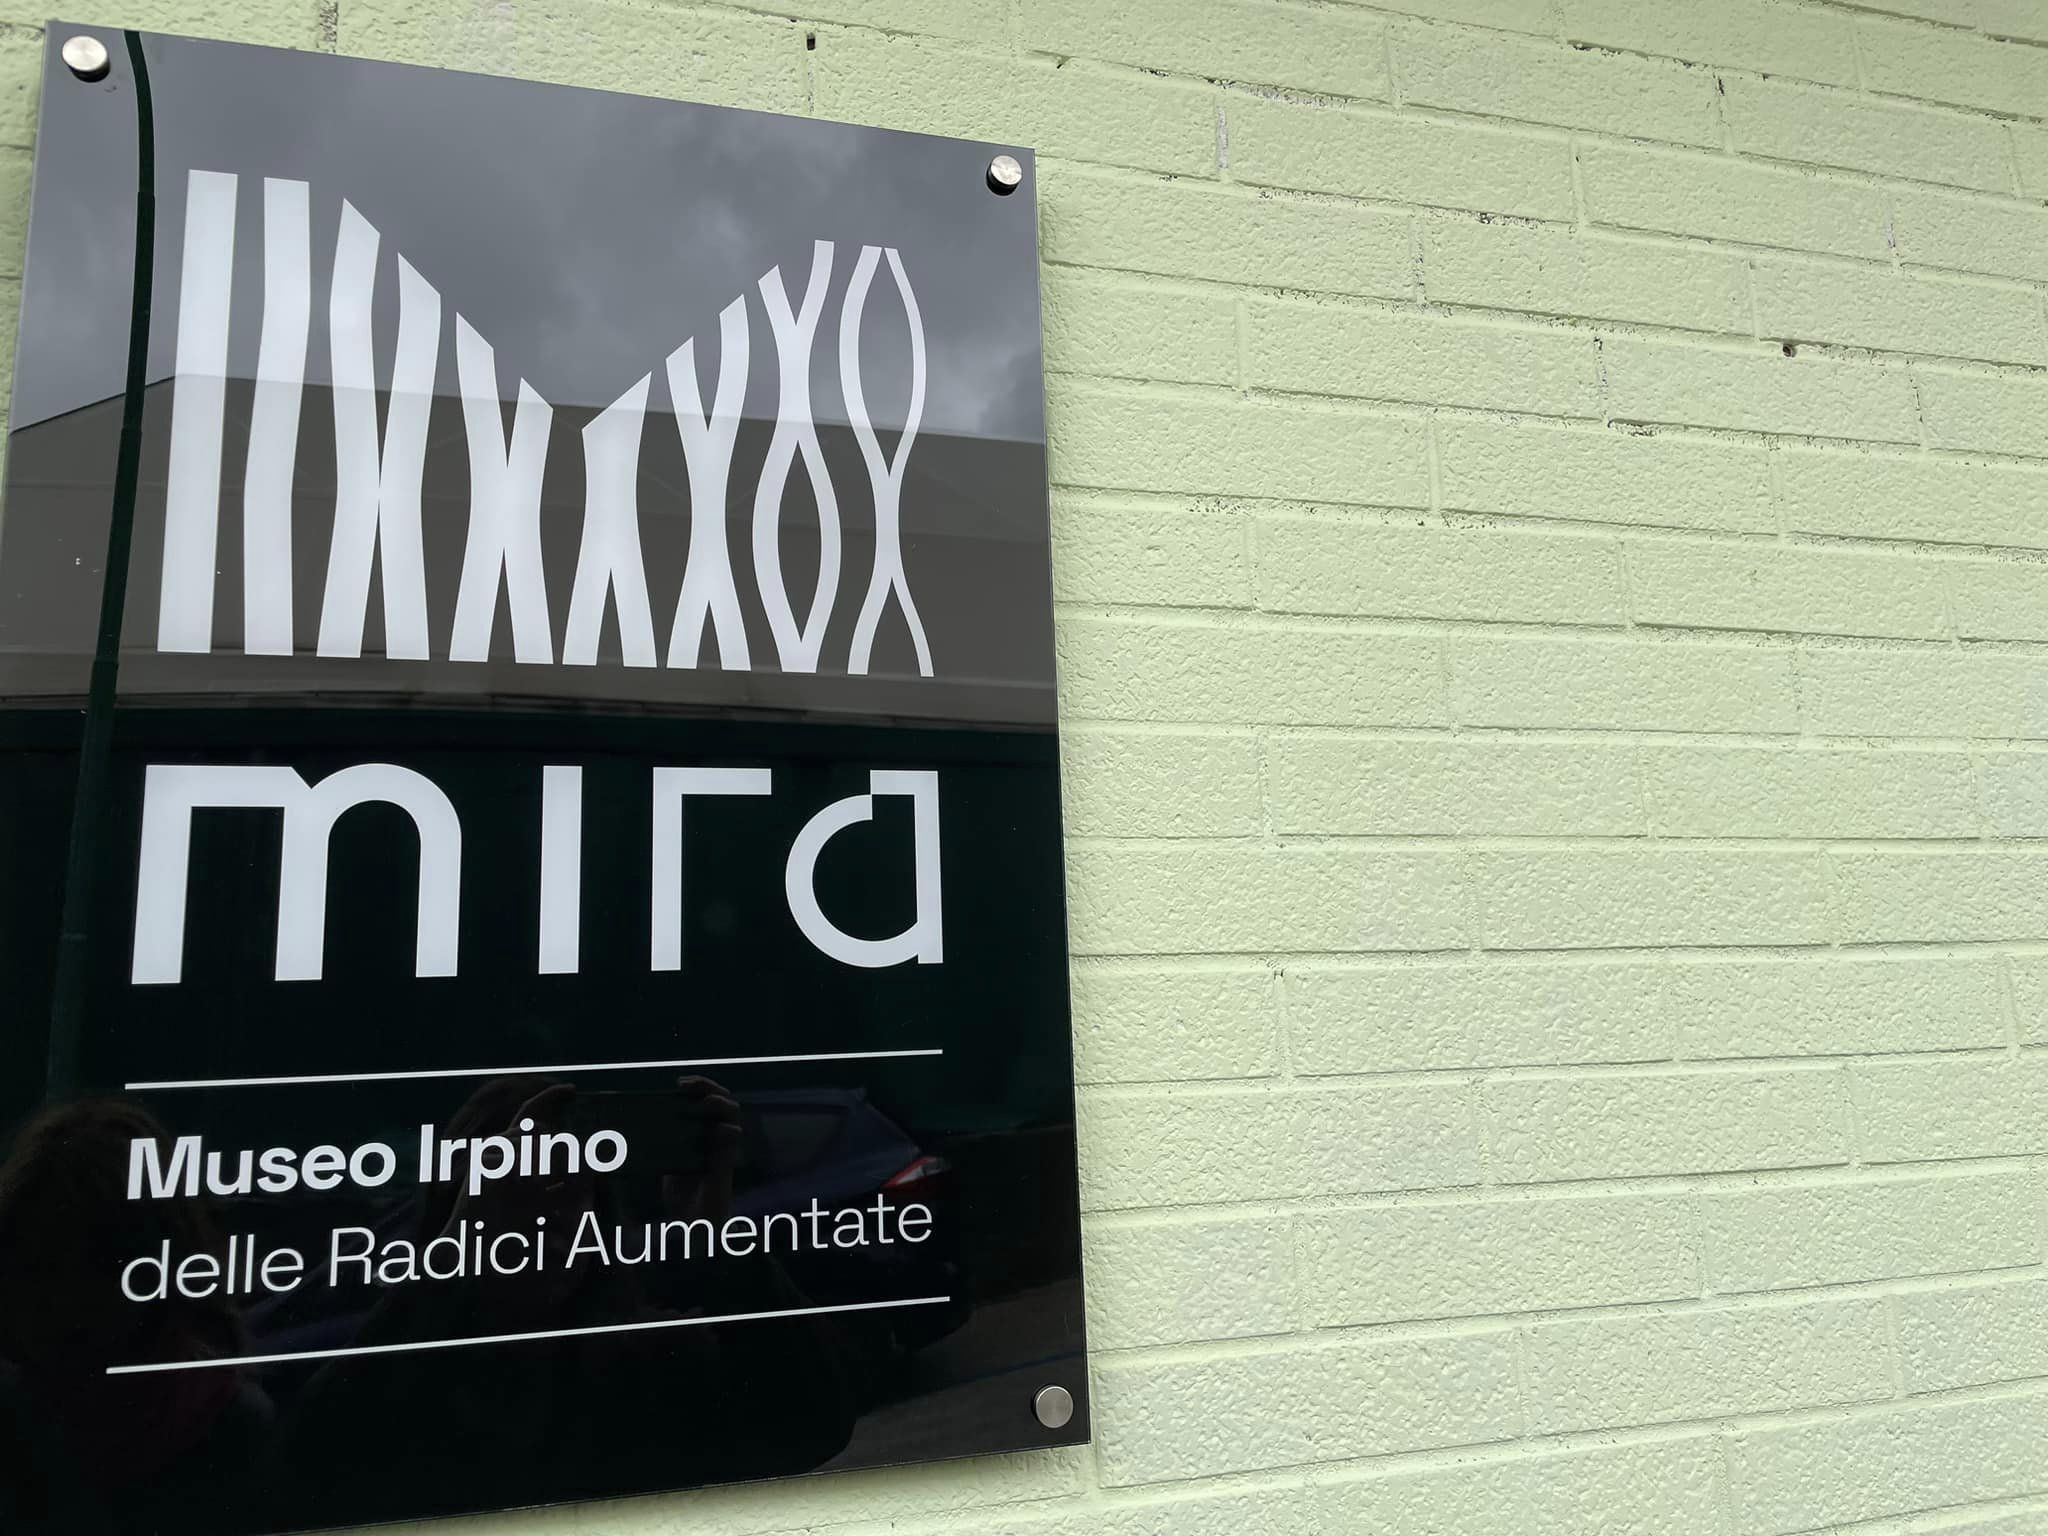 mira
Museo Irpino
delle Radici Aumentate